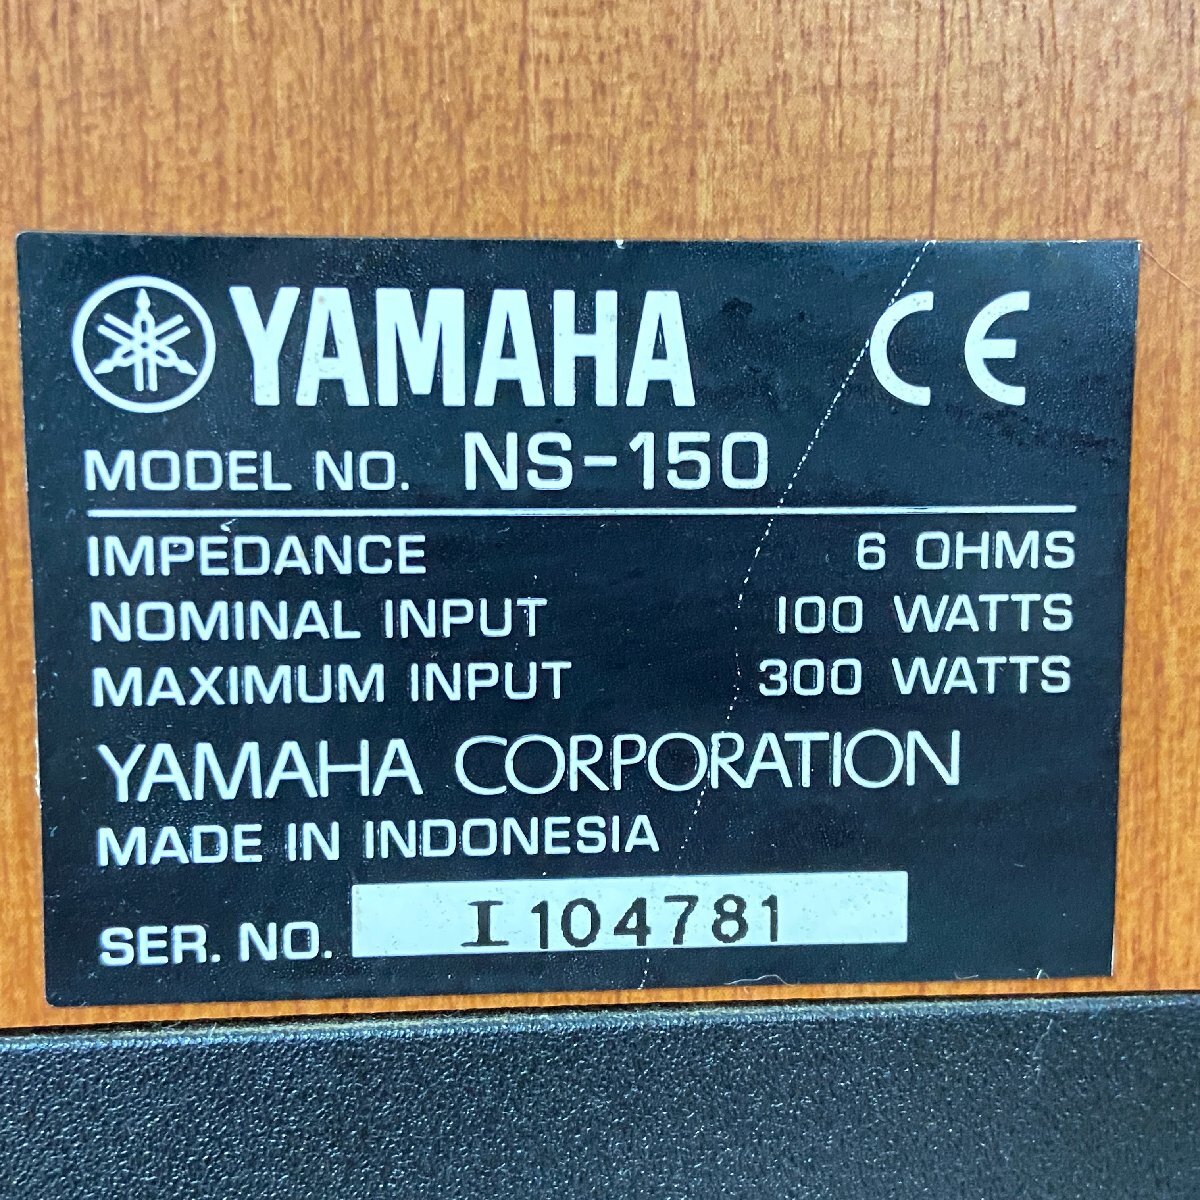 YAMAHA CE
MODEL NO. NS-150
IMPEDANCE 6 OHMS
NOMINAL INPUT 100 WATTS
MAXIMUM INPUT 300 WATTS
YAMAHA CORPORATION
MADE IN INDONESIA
SER. NO. I104781